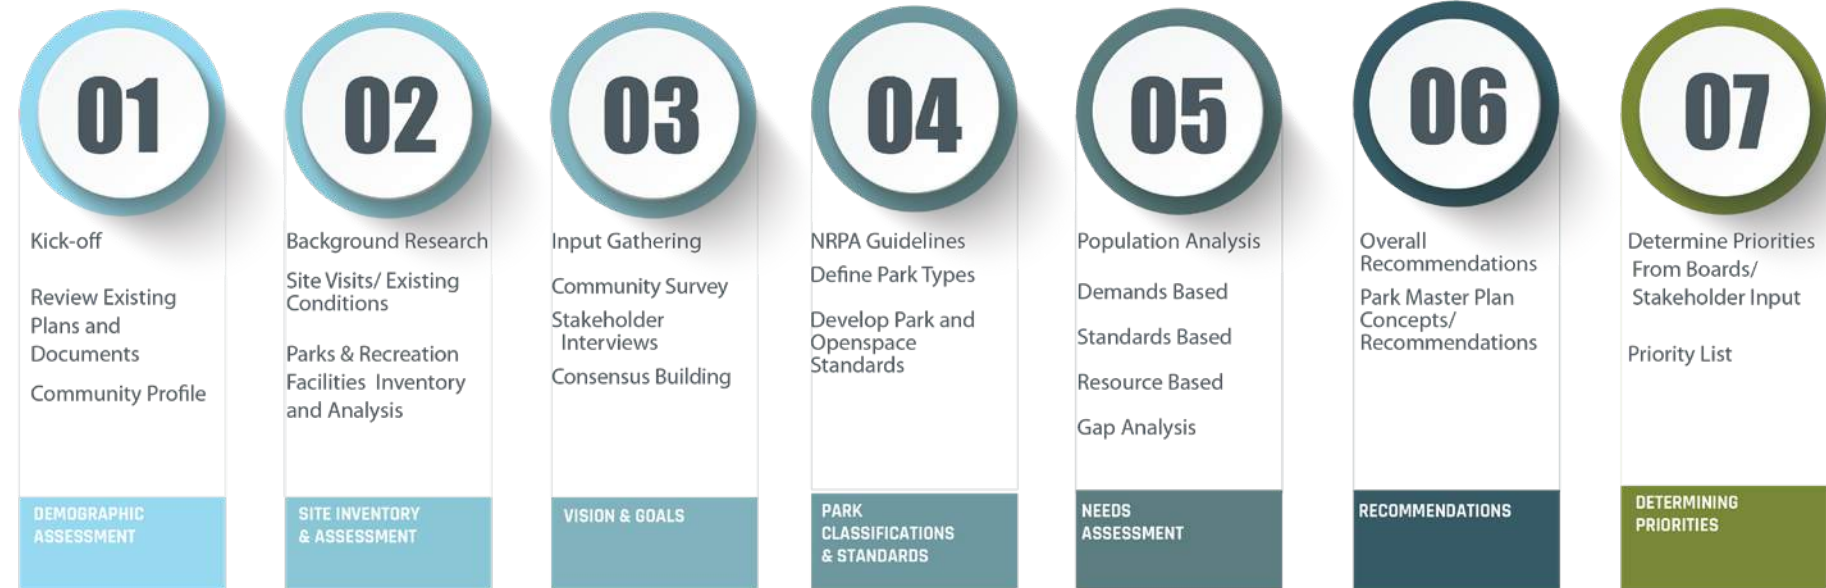 01
Kick-off
Review Existing
Plans and
Documents
Community Profile
DEMOGRAPHIC
ASSESSMENT
02
Background Research
Site Visits/ Existing
Conditions
Parks & Recreation
Facilities Inventory
and Analysis
SITE INVENTORY
& ASSESSMENT
03
Input Gathering
Community Survey
Stakeholder
Interviews
Consensus Building
VISION & GOALS
04
NRPA Guidelines
Define Park Types
Develop Park and
Openspace
Standards
PARK
CLASSIFICATIONS
& STANDARDS
05
Population Analysis
Demands Based
Standards Based
Resource Based
Gap Analysis
NEEDS
ASSESSMENT
06
Overall
Recommendations
Park Master Plan
Concepts/
Recommendations
RECOMMENDATIONS
07
Determine Priorities
From Boards/
Stakeholder Input
Priority List
DETERMINING
PRIORITIES